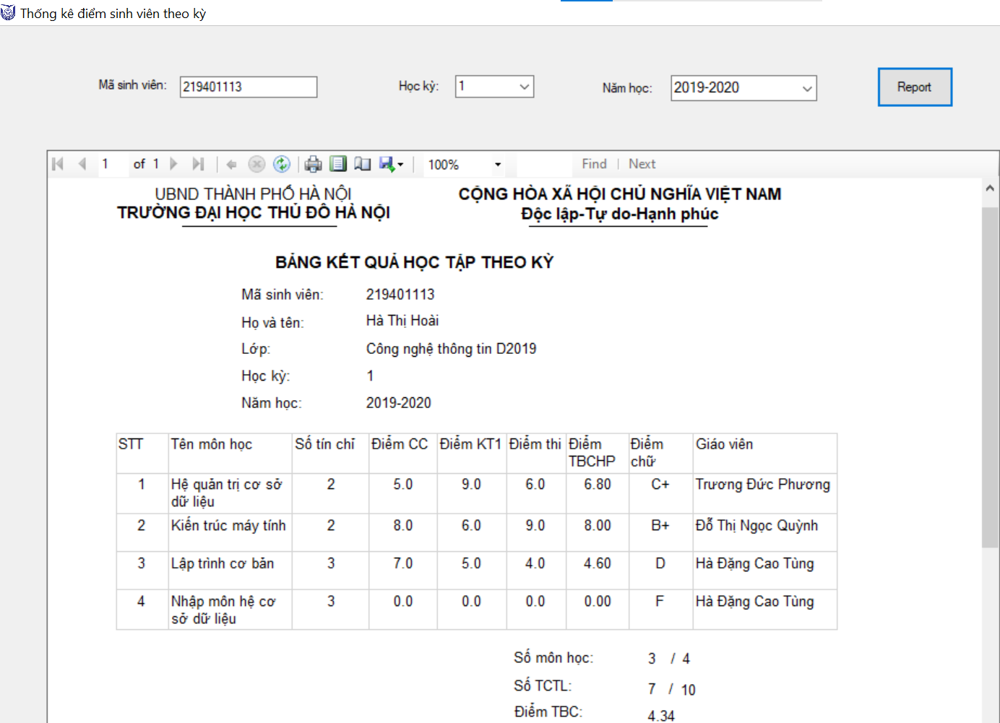 Thống kê điểm sinh viên theo kỳ
Mã sinh viên: 219401113 Học kỳ: 1 Năm học: 2019-2020 Report
1 of 1 100% Find | Next
UBND THÀNH PHỐ HÀ NỘI CỘNG HÒA XÃ HỘI CHỦ NGHĨA VIỆT NAM
TRƯỜNG ĐẠI HỌC THỦ ĐÔ HÀ NỘI Độc lập-Tự do-Hạnh phúc
BẢNG KẾT QUẢ HỌC TẬP THEO KỲ
Mã sinh viên: 219401113
Họ và tên: Hà Thị Hoài
Lớp: Công nghệ thông tin D2019
Học kỳ: 1
Năm học: 2019-2020
STT Tên môn học Số tín chỉ Điểm CC Điểm KT1 Điểm thi Điểm TBCHP Điểm chữ Giáo viên
1 Hệ quản trị cơ sở dữ liệu 2 5.0 9.0 6.0 6.80 C+ Trương Đức Phương
2 Kiến trúc máy tính 2 8.0 6.0 9.0 8.00 B+ Đỗ Thị Ngọc Quỳnh
3 Lập trình cơ bản 3 7.0 5.0 4.0 4.60 D Hà Đặng Cao Tùng
4 Nhập môn hệ cơ sở dữ liệu 3 0.0 0.0 0.0 0.00 F Hà Đặng Cao Tùng
Số môn học: 3 / 4
Số TCTL: 7 / 10
Điểm TBC: 4.34